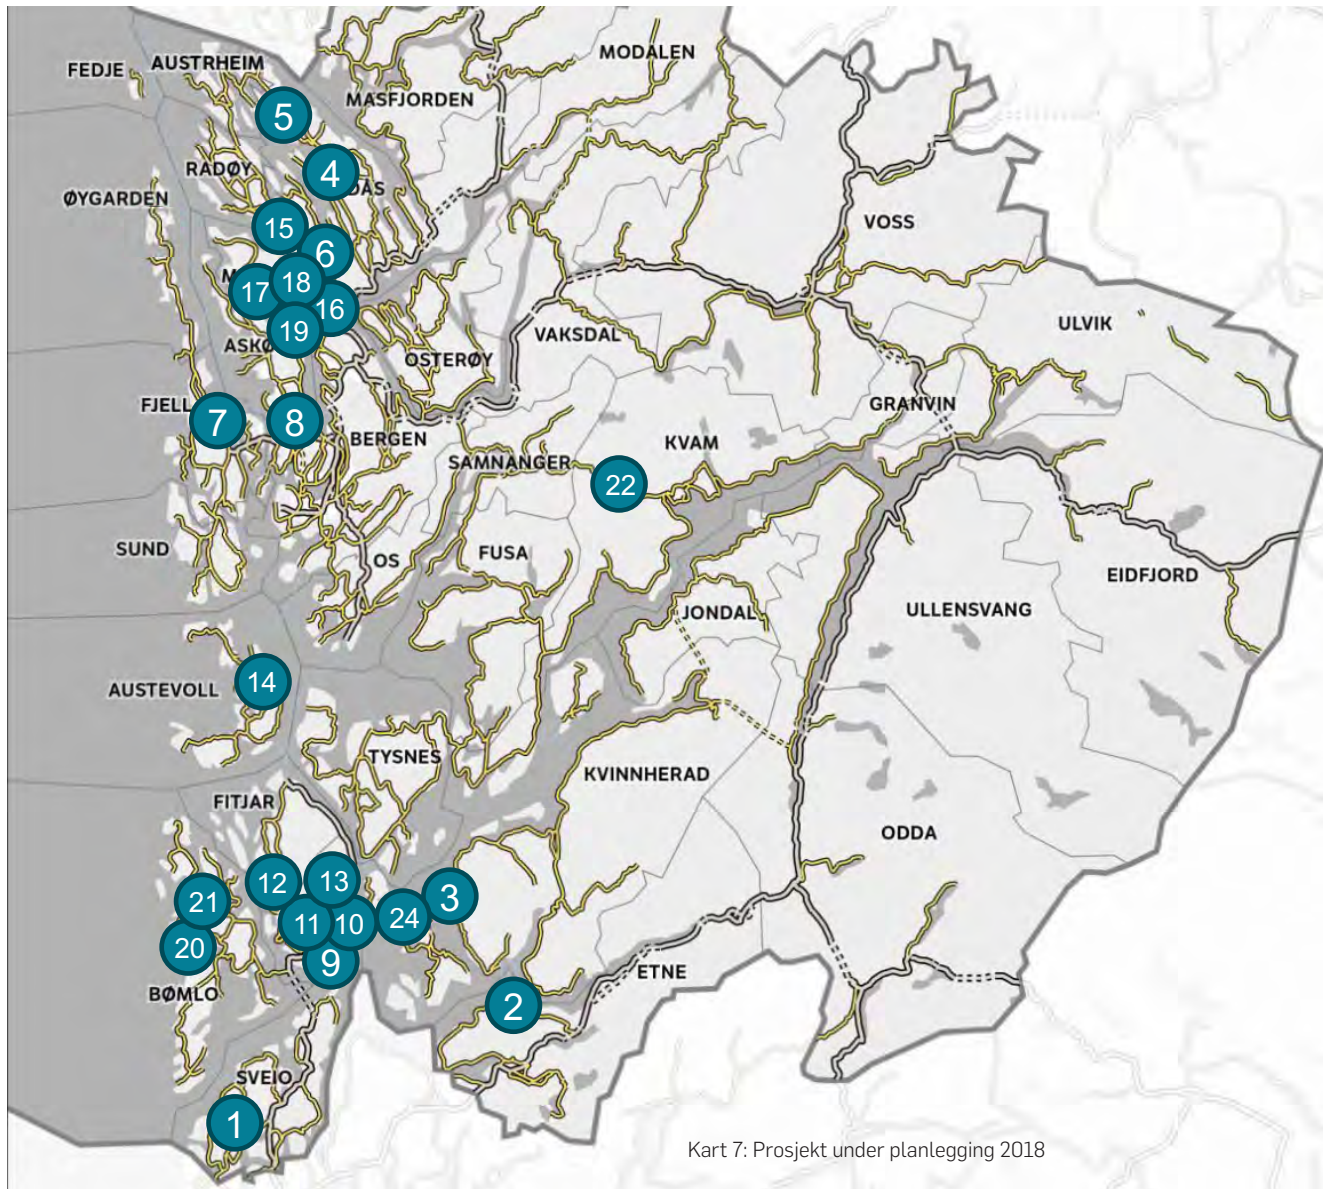 MODALEN
AUSTRHEIM
FEDJE
MASFJORDEN
5
RADØY
4
DÅS
ØYGARDEN
15
VOSS
6
M
18
17
16
ULVIK
19
VAKSDAL
ASKØ
OSTERØY
GRANVIN
FJELL
7
8
BERGEN
KVAM
SAMNANGER
22
SUND
OS
FUSA
EIDFJORD
JONDAL
ULLENSVANG
14
AUSTEVOLL
TYSNES
KVINNHERAD
FITJAR
ODDA
12
13
3
21
11
10
24
20
9
ETNE
BØMLO
2
SVEIO
1
Kart 7: Prosjekt under planlegging 2018